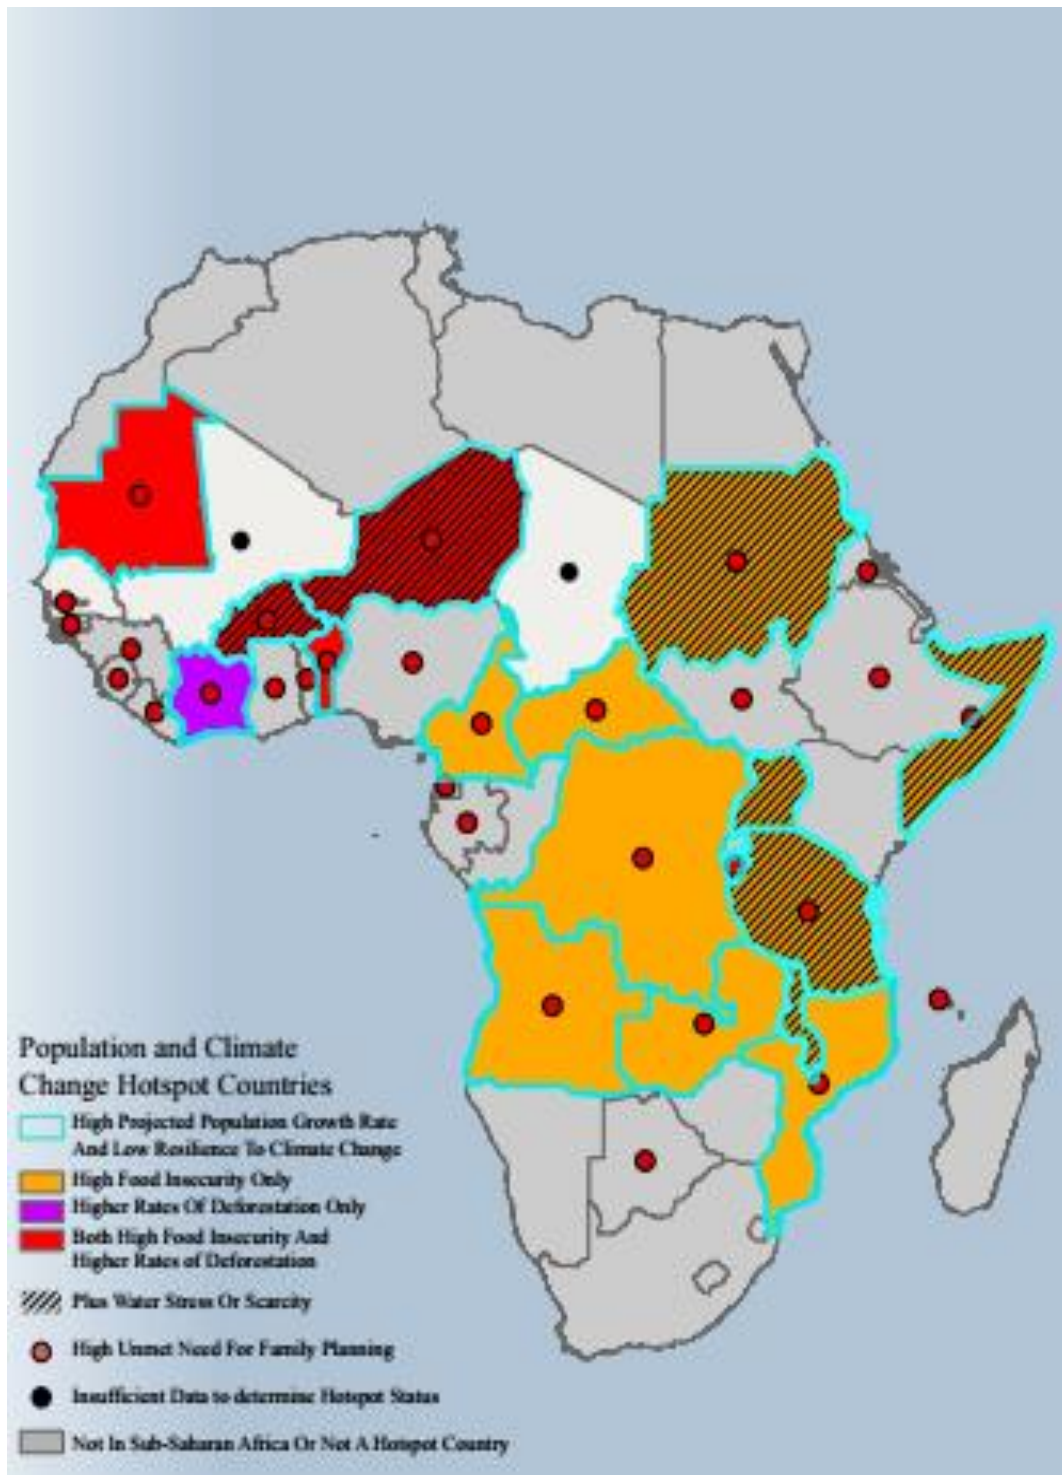 Population and Climate
Change Hotspot Countries
High Projected Population Growth Rate
And Low Resilience To Climate Change
High Food Insecurity Only
Higher Rates Of Deforestation Only
Both High Food Insecurity And
Higher Rates of Deforestation
Plus Water Stress Or Scarcity
High Unmet Need For Family Planning
Insufficient Data to determine Hotspot Status
Not In Sub-Saharan Africa Or Not A Hotspot Country